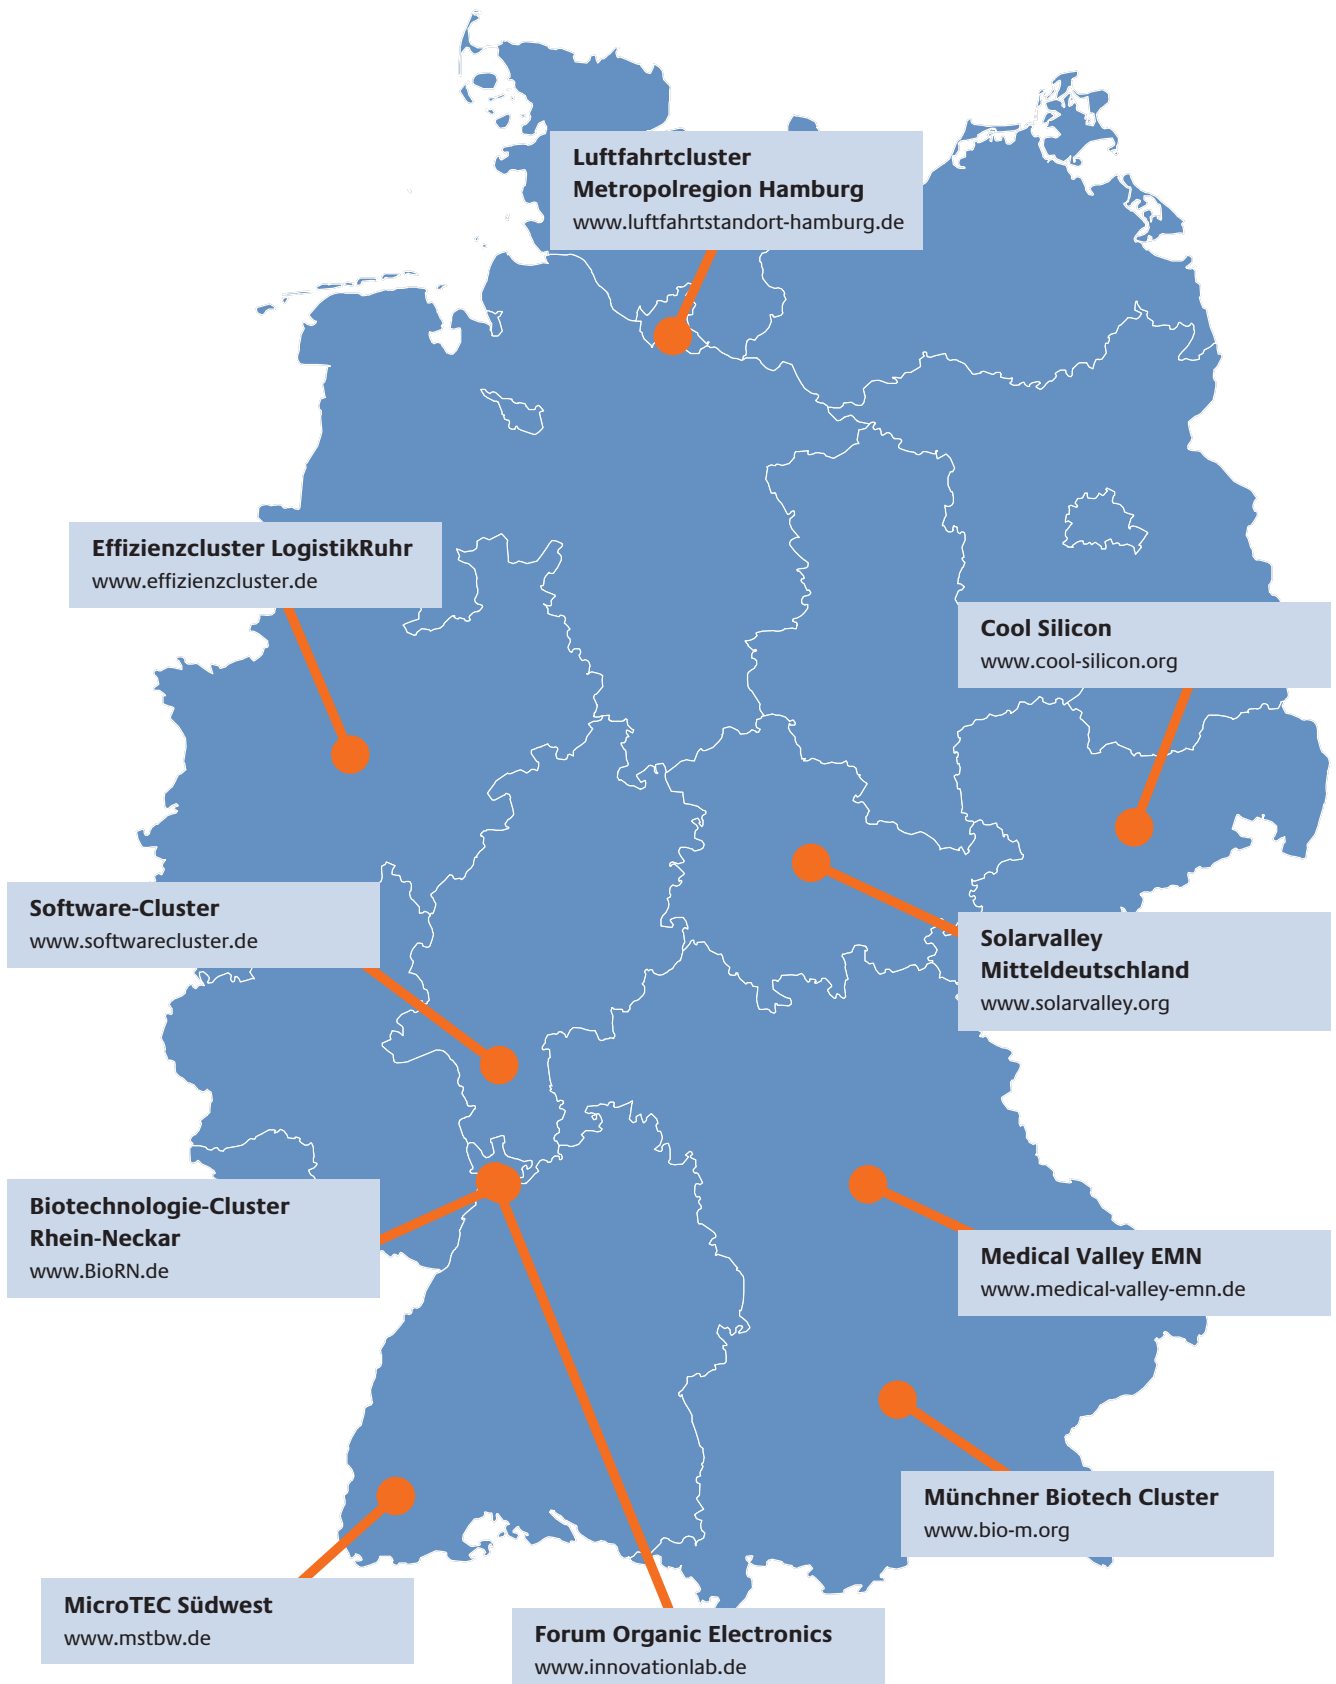 Luftfahrtcluster
Metropolregion Hamburg
www.luftfahrtstandort-hamburg.de
Effizienzcluster LogistikRuhr
www.effizienzcluster.de
Cool Silicon
www.cool-silicon.org
Software-Cluster
www.softwarecluster.de
Solarvalley
Mitteldeutschland
www.solarvalley.org
Biotechnologie-Cluster
Rhein-Neckar
www.BioRN.de
Medical Valley EMN
www.medical-valley-emn.de
Münchner Biotech Cluster
www.bio-m.org
MicroTEC Südwest
www.mstbw.de
Forum Organic Electronics
www.innovationlab.de